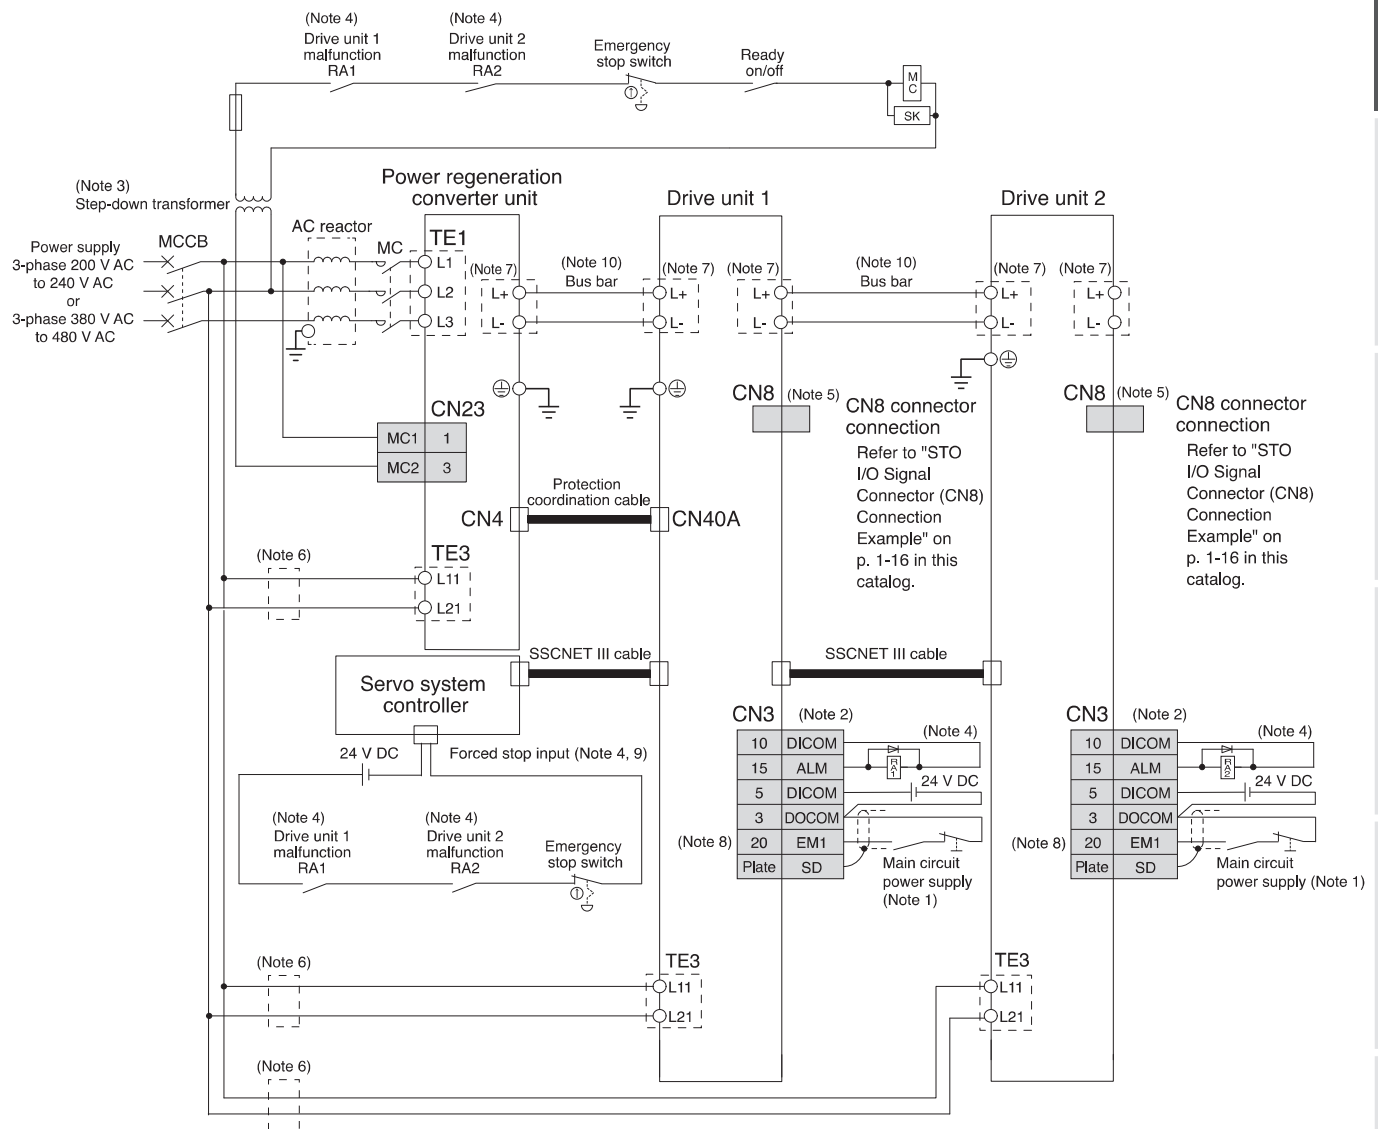 (Note 4)
Drive unit 1
malfunction
RA1
(Note 4)
Drive unit 2
malfunction
RA2
Emergency
stop switch
Ready
on/off
MC
SK
(Note 3)
Step-down transformer
Power regeneration
converter unit
Drive unit 1
Drive unit 2
Power supply
3-phase 200 V AC
to 240 V AC
or
3-phase 380 V AC
to 480 V AC
MCCB
AC reactor
MC
TE1
L1
L2
L3
(Note 7)
L+
L-
(Note 10)
Bus bar
(Note 7)
L+
L-
(Note 7)
L+
L-
(Note 10)
Bus bar
(Note 7)
L+
L-
(Note 7)
L+
L-
CN23
MC1 1
MC2 3
CN8 (Note 5)
CN8 connector
connection
Refer to "STO
I/O Signal
Connector (CN8)
Connection
Example" on
p. 1-16 in this
catalog.
CN8 (Note 5)
CN8 connector
connection
Refer to "STO
I/O Signal
Connector (CN8)
Connection
Example" on
p. 1-16 in this
catalog.
Protection
coordination cable
CN4
CN40A
(Note 6)
TE3
L11
L21
SSCNET III cable
SSCNET III cable
Servo system
controller
24 V DC
Forced stop input (Note 4, 9)
(Note 4)
Drive unit 1
malfunction
RA1
(Note 4)
Drive unit 2
malfunction
RA2
Emergency
stop switch
CN3 (Note 2)
(Note 4)
10 DICOM
15 ALM
RA1
24 V DC
5 DICOM
3 DOCOM
(Note 8) 20 EM1
Plate SD
Main circuit
power supply
(Note 1)
CN3 (Note 2)
(Note 4)
10 DICOM
15 ALM
RA2
24 V DC
5 DICOM
3 DOCOM
(Note 8) 20 EM1
Plate SD
Main circuit
power supply (Note 1)
(Note 6)
TE3
L11
L21
TE3
L11
L21
(Note 6)